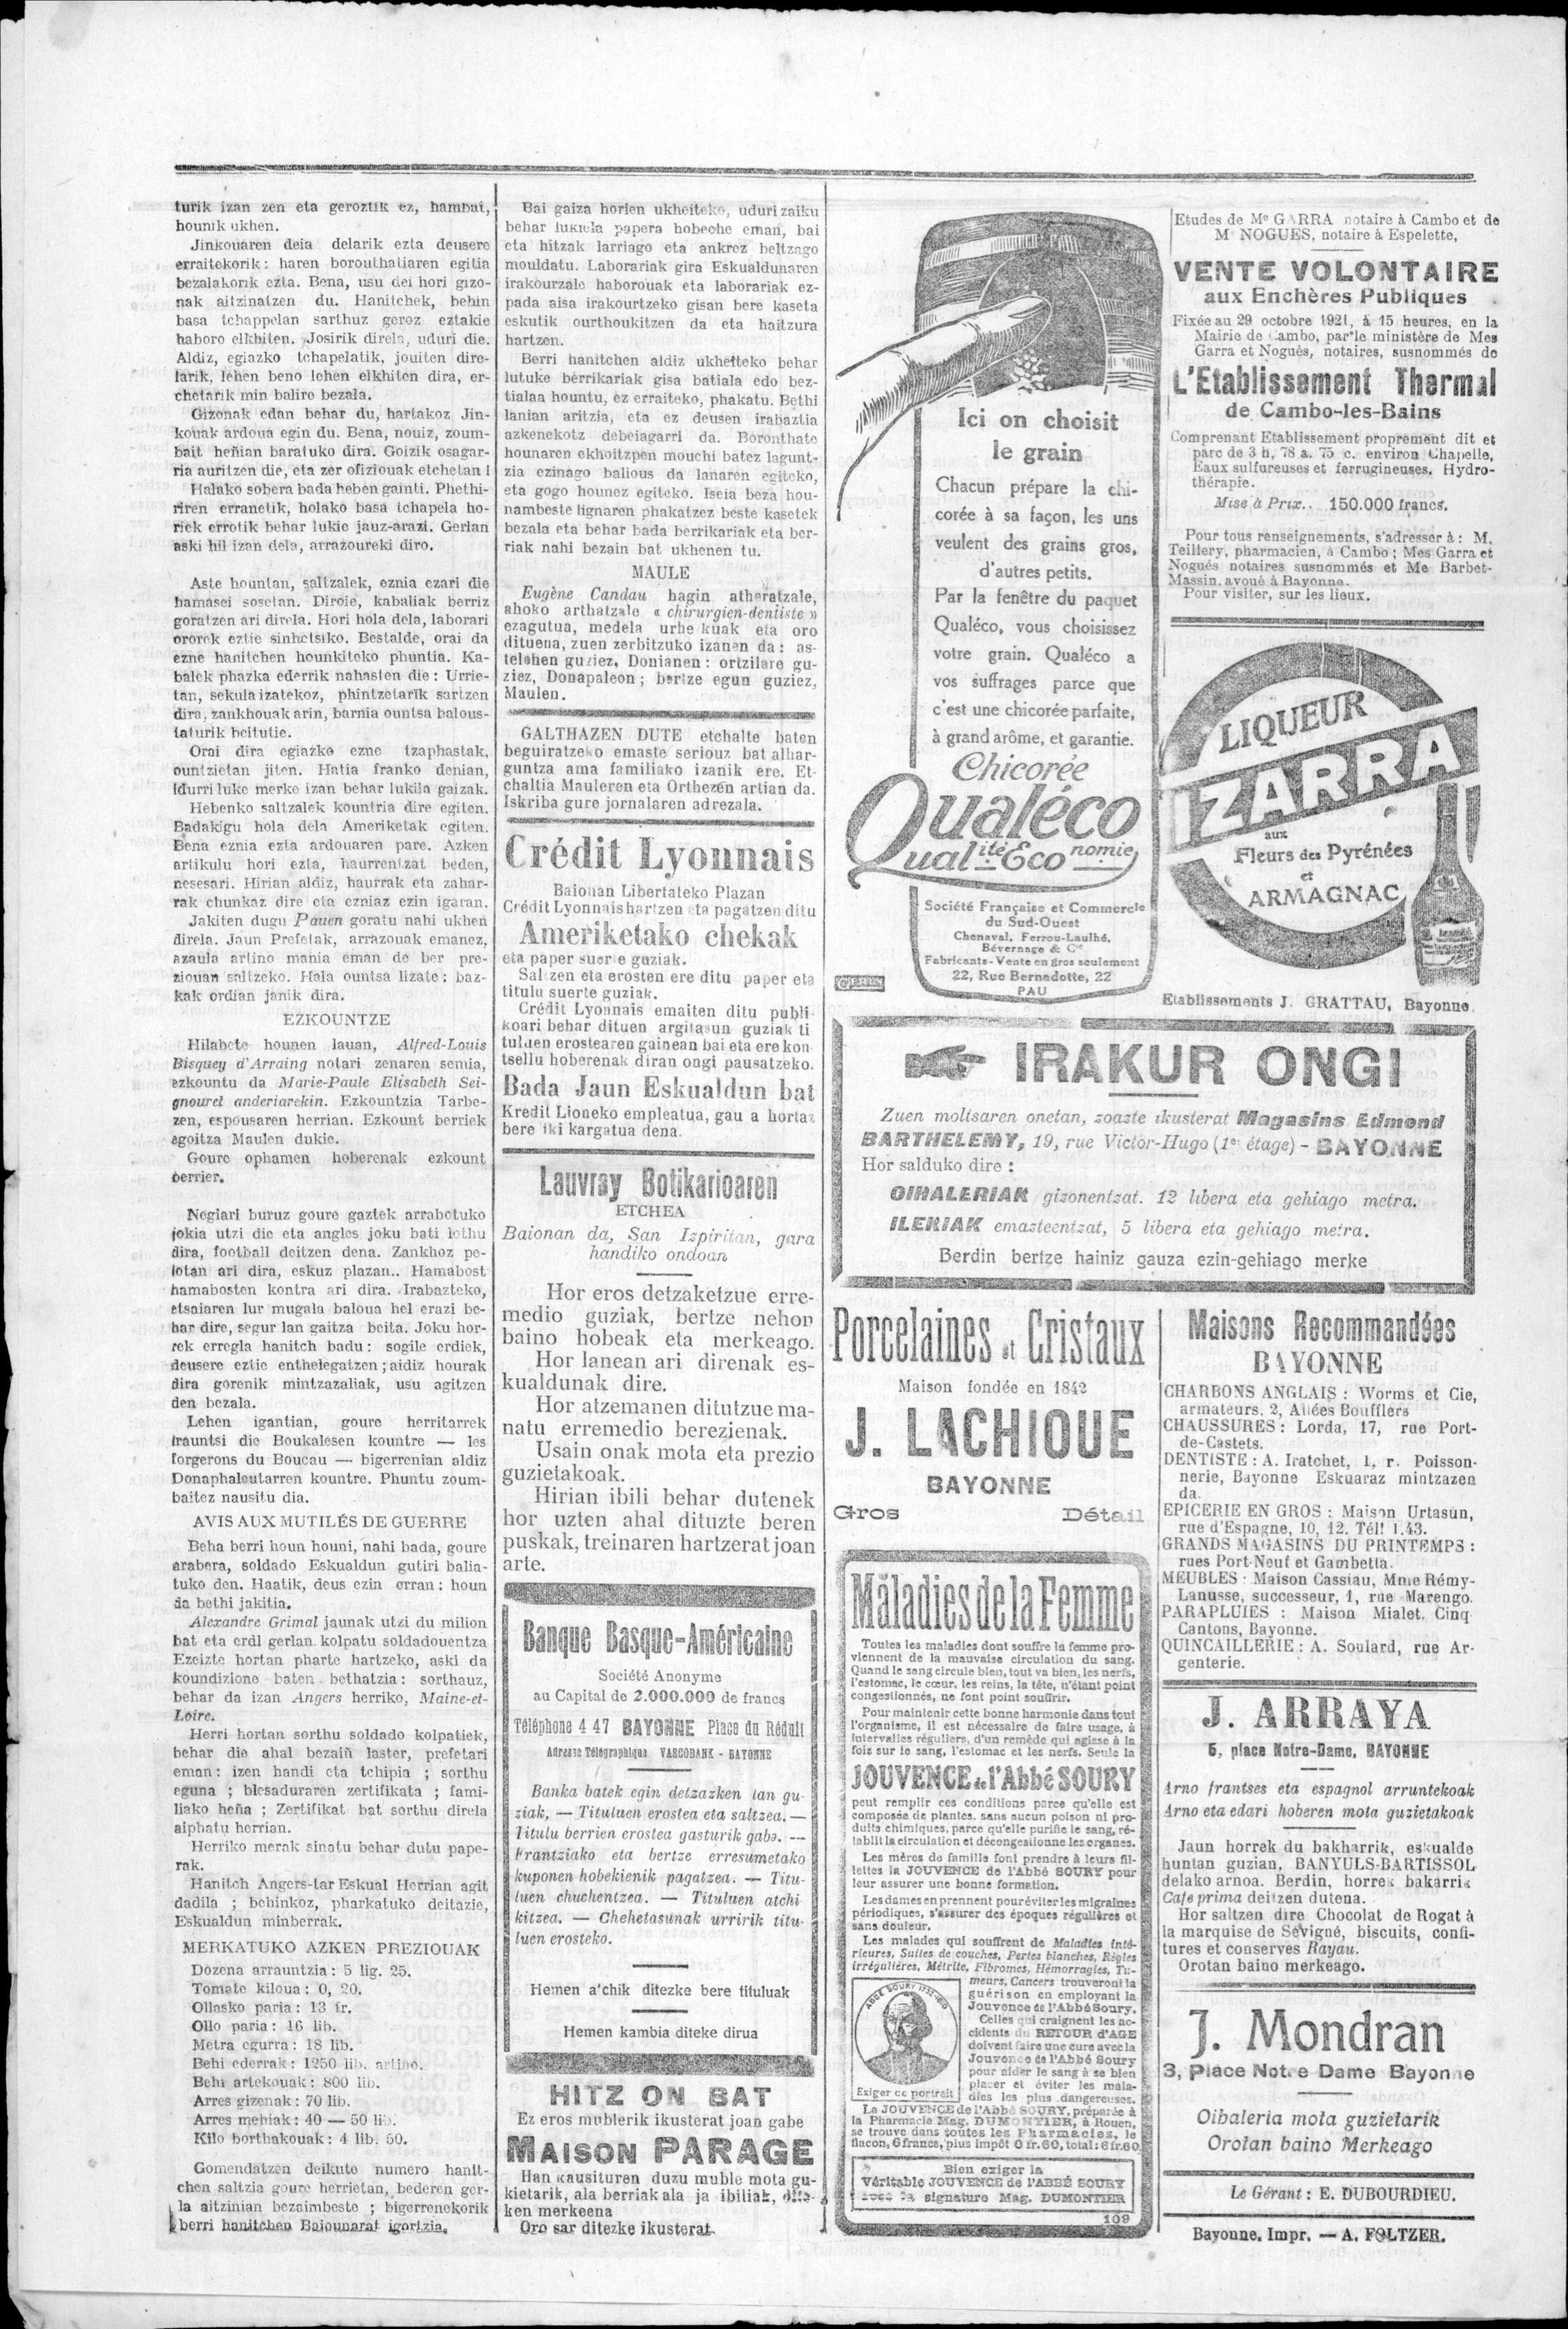 turik izan zen eta geroztik ez, hambat,
hounik ukhen.
Jinkouaren deia delarik ezta deusere
erraitekorik : haren borouthatiaren egitia
bezalakorik ezta. Bena, usu dei hori gizo-
nak aitzinatzen du. Hanitchek, behin
basa tchappelan sarthuz geroz eztakie
haboro elkhiten. Josirik direla, uduri die.
Aldiz, egiazko tchapelatik, jouiten dire-
larik, lehen beno lehen elkhiten dira, er-
chetarik min baliro bezala.
Gizonak edan behar du, hartakoz Jin-
kouak ardoua egin du. Bena, nouiz, zoum-
bait heñian baratuko dira. Goizik osagar-
ria auritzen die, eta zer ofiziouak etchetan !
Halako sobera bada heben gainti. Phethi-
riren erranetik, holako basa tchapela ho-
riek errotik behar lukie jauz-arazi. Gerlan
aski hil izan dela, arrazoureki diro.
Aste hountan, saltzalek, eznia ezari die
hamasei sosetan. Diroie, kabaliak berriz
goratzen ari direla. Hori hola dela, laborari
ororek eztie sinhetsiko. Bestalde, orai da
ezne hanitchen hounkiteko phuntia. Ka-
balek phazka ederrik nahasten die : Urrie-
tan, sekula izatekoz, phintzetarik sartzen
dira, zankhouak arin, barnia ountsa balous-
taturik beitutie.
Orai dira egiazko ezne tzaphastak,
ountzietan jiten. Hatia franko denian,
Idurri luke merke izan behar lukila gaizak.
Hebenko saltzalek kountria dire egiten.
Badakigu hola dela Ameriketak egiten.
Bena eznia ezta ardouaren pare. Azken
artikulu hori ezta, haurrentzat beden,
nesesari. Hirian aldiz, haurrak eta zahar-
rak chunkaz dire eta ezniaz ezin igaran.
Jakiten dugu Pauen goratu nahi ukhen
direla. Jaun Prefetak, arrazouak emanez,
azaula artino mania eman de ber pre-
ziouan saltzeko. Hala ountsa lizate : baz-
kak ordian janik dira.
EZKOUNTZE
Hilabete hounen lauan, Alfred-Louis
Bisquey d'Arraing notari zenaren semia,
ezkountu da Marie-Paule Elisabeth Sei-
gnouret anderiarekin. Ezkountzia Tarbe-
zen, espousaren herrian. Ezkount berriek
egoitza Maulen dukie.
Goure ophamen hoberenak ezkount
berrier.
Negiari buruz goure gaztek arrabotuko
jokia utzi die eta angles joku bati lothu
dira, football deitzen dena. Zankhoz pe-
lotan ari dira, eskuz plazan.. Hamabost
hamabosten kontra ari dira. Irabazteko,
etsaiaren lur mugala baloua hel erazi be-
har dire, segur lan gaitza beita. Joku hor-
rek erregla hanitch badu : sogile erdiek,
deusere eztie enthelegatzen ; aldiz hourak
dira gorenik mintzazaliak, usu agitzen
den bezala.
Lehen igantian, goure herritarrek
trauntsi die Boukalesen kountre — les
forgerons du Boucau — bigerrenian aldiz
Donaphaleutarren kountre. Phuntu zoum-
baitez nausitu dia.
AVIS AUX MUTILÉS DE GUERRE
Beha berri houn houni, nahi bada, goure
arabera, soldado Eskualdun gutiri balia-
tuko den. Haatik, deus ezin erran : houn
da bethi jakitia.
Alexandre Grimal jaunak utzi du milion
bat eta erdi gerlan kolpatu soldadouentza
Ezeizte hortan pharte hartzeko, aski da
koundizione baten bethatzia : sorthauz,
behar da izan Angers herriko, Maine-et-
Loire.
Herri hortan sorthu soldado kolpatiek,
behar die ahal bezaiñ laster, prefetari
eman : izen handi eta tchipia ; sorthu
eguna ; blesaduraren zertifikata ; fami-
liako heña ; Zertifikat bat sorthu direla
aiphatu herrian.
Herriko merak sinatu behar dutu pape-
rak.
Hanitch Angers-tar Eskual Herrian agit
dadila ; behinkoz, pharkatuko deitazie,
Eskualdun minberrak.
MERKATUKO AZKEN PREZIOUAK
Dozena arrauntzia : 5 lig. 25.
Tomate kiloua : 0, 20.
Ollasko paria : 13 fr.
Ollo paria : 16 lib.
Metra egurra : 18 lib.
Behi ederrak : 1250 lib. artino.
Behi artekouak : 800 lib.
Arres gizenak : 70 lib.
Arres mehiak : 40 — 50 lib.
Kilo borthakouak : 4 lib. 50.
Gomendatzen deikute numero hanit-
chen saltzia goure herrietan, bederen ger-
la aitzinian bezaimbeste ; bigerrenekorik
berri hanitchen Baiounarat igortzia.
Bai gaiza horien ukheiteko, uduri zaiku
behar lukiela papera hobeche eman, bai
eta hitzak larriago eta ankrez beltzago
mouldatu. Laborariak gira Eskualdunaren
irakourzale haborouak eta laborariak ez-
pada aisa irakourtzeko gisan bere kaseta
eskutik ourthoukitzen da eta haitzura
hartzen.
Berri hanitchen aldiz ukheiteko behar
lutuke berrikariak gisa batiala edo bez-
tialaa hountu, ez erraiteko, phakatu. Bethi
lanian aritzia, eta ez deusen irabaztia
azkenekotz debeiagarri da. Boronthate
hounaren ekhoitzpen mouchi batez lagunt-
zia ezinago balious da lanaren egiteko,
eta gogo hounez egiteko. Iseia beza hou-
nambeste lignaren phakatzez beste kasetek
bezala eta behar bada berrikariak eta ber-
riak nahi bezain bat ukhenen tu.
MAULE
Eugène Candau hagin atheratzale,
ahoko arthatzale « chirurgien-dentiste »
ezagutua, medela urhe kuak eta oro
dituena, zuen zerbitzuko izanen da : as-
telehen guziez, Donianen : ortzilare gu-
ziez, Donapaleon ; bertze egun guziez,
Maulen.
GALTHAZEN DUTE etchalte baten
beguiratzeko emaste seriouz bat alhar-
guntza ama familiako izanik ere. Et-
chaltia Mauleren eta Orthezen artian da.
Iskriba gure jornalaren adrezala.
Crédit Lyonnais
Baionan Libertateko Plazan
Crédit Lyonnais hartzen eta pagatzen ditu
Ameriketako chekak
eta paper suerte guziak.
Saltzen eta erosten ere ditu paper eta
titulu suerte guziak.
Crédit Lyonnais emaiten ditu publi-
koari behar dituen argitasun guziak ti
tuluen erostearen gainean bai eta ere kon
tsellu hoberenak diran ongi pausatzeko.
Bada Jaun Eskualdun bat
Kredit Lioneko empleatua, gau a hortaz
bere iki kargatua dena.
Lauvray Botikarioaren
ETCHEA
Baionan da, San Izpiritan, gara
handiko ondoan
Hor eros detzaketzue erre-
medio guziak, bertze nehon
baino hobeak eta merkeago.
Hor lanean ari direnak es-
kualdunak dire.
Hor atzemanen ditutzue ma-
natu erremedio berezienak.
Usain onak mota eta prezio
guzietakoak.
Hirian ibili behar dutenek
hor uzten ahal dituzte beren
puskak, treinaren hartzerat joan
arte.
Banque Basque-Américaine
Société Anonyme
au Capital de 2.000.000 de francs
Téléphone 4 47 BAYONNE Place du Réduit
Adresse Télégraphique VASCOBANK - BAYONNE
Banka batek egin detzazken lan gu-
ziak, — Tituluen erostea eta saltzea. —
Titulu berrien erostea gasturik gabe. —
Frantziako eta bertze erresumetako
kuponen hobekienik pagatzea. — Titu-
luen chuchentzea. — Tituluen atchi
kitzea. — Chehetasunak urririk titu-
luen erosteko.
Hemen a'chik ditezke bere tituluak
Hemen kambia diteke dirua
HITZ ON BAT
Ez eros mublerik ikusterat joan gabe
MAISON PARAGE
Han kausituren duzu muble mota gu-
kietarik, ala berriak ala ja ibiliak, dite-
ken merkeena
Oro sar ditezke ikusterat.
Ici on choisit
le grain
Chacun prépare la chi-
corée à sa façon, les uns
veulent des grains gros,
d'autres petits.
Par la fenêtre du paquet
Qualéco, vous choisissez
votre grain. Qualéco a
vos suffrages parce que
c'est une chicorée parfaite,
à grand arôme, et garantie.
Chicorée
Qualéco
Qualité Economie
Société Française et Commerciale
du Sud-Ouest
Chenaval, Ferrou-Laulhé,
Bévernage & Cie
Fabricants - Vente en gros seulement
22, Rue Bernadotte, 22
PAU
Etudes de Me GARRA notaire à Cambo et de
M NOGUES, notaire à Espelette,
VENTE VOLONTAIRE
aux Enchères Publiques
Fixée au 29 octobre 1921, à 15 heures, en la
Mairie de Cambo, par le ministère de Mes
Garra et Noguès, notaires, susnommés de
L'Etablissement Thermal
de Cambo-les-Bains
Comprenant Etablissement proprement dit et
parc de 3 h, 78 a. 75 c. environ Chapelle,
Eaux sulfureuses et ferrugineuses. Hydro-
thérapie.
Mise à Prix.. 150.000 francs.
Pour tous renseignements, s'adresser à : M.
Teillery, pharmacien, à Cambo ; Mes Garra et
Noguès notaires susnommés et Me Barbet-
Massin, avoué à Bayonne.
Pour visiter, sur les lieux.
LIQUEUR
IZARRA
aux
Fleurs des Pyrénées
et
ARMAGNAC
Etablissements J. GRATTAU, Bayonne
IRAKUR ONGI
Zuen moltsaren onetan, zoazte ikusterat Magasins Edmond
BARTHELEMY, 19, rue Victor-Hugo (1er étage) - BAYONNE
Hor salduko dire :
OIHALERIAK gizonentzat. 12 libera eta gehiago metra.
ILERIAK emazteentzat, 5 libera eta gehiago metra.
Berdin bertze hainiz gauza ezin-gehiago merke
Porcelaines et Cristaux
Maison fondée en 1842
J. LACHIQUE
BAYONNE
Gros Détail
Maladies de la Femme
Toutes les maladies dont souffre la femme pro-
viennent de la mauvaise circulation du sang.
Quand le sang circule bien, tout va bien, les nerfs,
l'estomac, le cœur, les reins, la tête, n'étant point
congestionnés, ne font point souffrir.
Pour maintenir cette bonne harmonie dans tout
l'organisme, il est nécessaire de faire usage, à
intervalles réguliers, d'un remède qui agisse à la
fois sur le sang, l'estomac et les nerfs. Seule la
JOUVENCE de l'Abbé SOURY
peut remplir ces conditions parce qu'elle est
composée de plantes, sans aucun poison ni pro-
duits chimiques, parce qu'elle purifie le sang, ré-
tablit la circulation et décongestionne les organes.
Les mères de famille font prendre à leurs fil-
lettes la JOUVENCE de l'Abbé SOURY pour
leur assurer une bonne formation.
Les dames en prennent pour éviter les migraines
périodiques, s'assurer des époques régulières et
sans douleur.
Les malades qui souffrent de Maladies inté-
rieures, Suites de couches, Pertes blanches, Règles
irrégulières, Métrite, Fibromes, Hémorragies, Tu-
meurs, Cancers trouveront la
guérison en employant la
Jouvence de l'Abbé Soury.
Celles qui craignent les ac-
cidents du RETOUR d'AGE
doivent faire une cure avec la
Jouvence de l'Abbé Soury
pour aider le sang à se bien
placer et éviter les mala-
dies les plus dangereuses.
Exiger ce portrait
La JOUVENCE de l'Abbé SOURY, préparée à
la Pharmacie Mag. DUMONTIER, à Rouen,
se trouve dans toutes les Pharmacies, le
flacon, 6 francs, plus impôt 0 fr. 60, total : 6 fr. 60
Bien exiger la
Véritable JOUVENCE de l'ABBÉ SOURY
avec la signature Mag. DUMONTIER
109
Maisons Recommandées
BAYONNE
CHARBONS ANGLAIS : Worms et Cie,
armateurs, 2, Allées Boufflers
CHAUSSURES : Lorda, 17, rue Port-
de-Castets.
DENTISTE : A. Iratchet, 1, r. Poisson-
nerie, Bayonne Eskuaraz mintzazen
da.
EPICERIE EN GROS : Maison Urtasun,
rue d'Espagne, 10, 12. Tél! 1.43.
GRANDS MAGASINS DU PRINTEMPS :
rues Port-Neuf et Gambetta.
MEUBLES : Maison Cassiau, Mme Rémy-
Lanusse, successeur, 1, rue Marengo.
PARAPLUIES : Maison Mialet. Cinq
Cantons, Bayonne.
QUINCAILLERIE : A. Soulard, rue Ar-
genterie.
J. ARRAYA
5, place Notre-Dame, BAYONNE
Arno frantses eta espagnol arruntekoak
Arno eta edari hoberen mota guzietakoak
Jaun horrek du bakharrik, eskualde
huntan guzian, BANYULS-BARTISSOL
delako arnoa. Berdin, horrek bakarrik
Cafe prima deitzen dutena.
Hor saltzen dire Chocolat de Rogat à
la marquise de Sévigné, biscuits, confi-
tures et conserves Rayau.
Orotan baino merkeago.
J. Mondran
3, Place Notre Dame Bayonne
Oihaleria mota guzietarik
Orotan baino Merkeago
Le Gérant : E. DUBOURDIEU.
Bayonne. Impr. — A. FOLTZER.